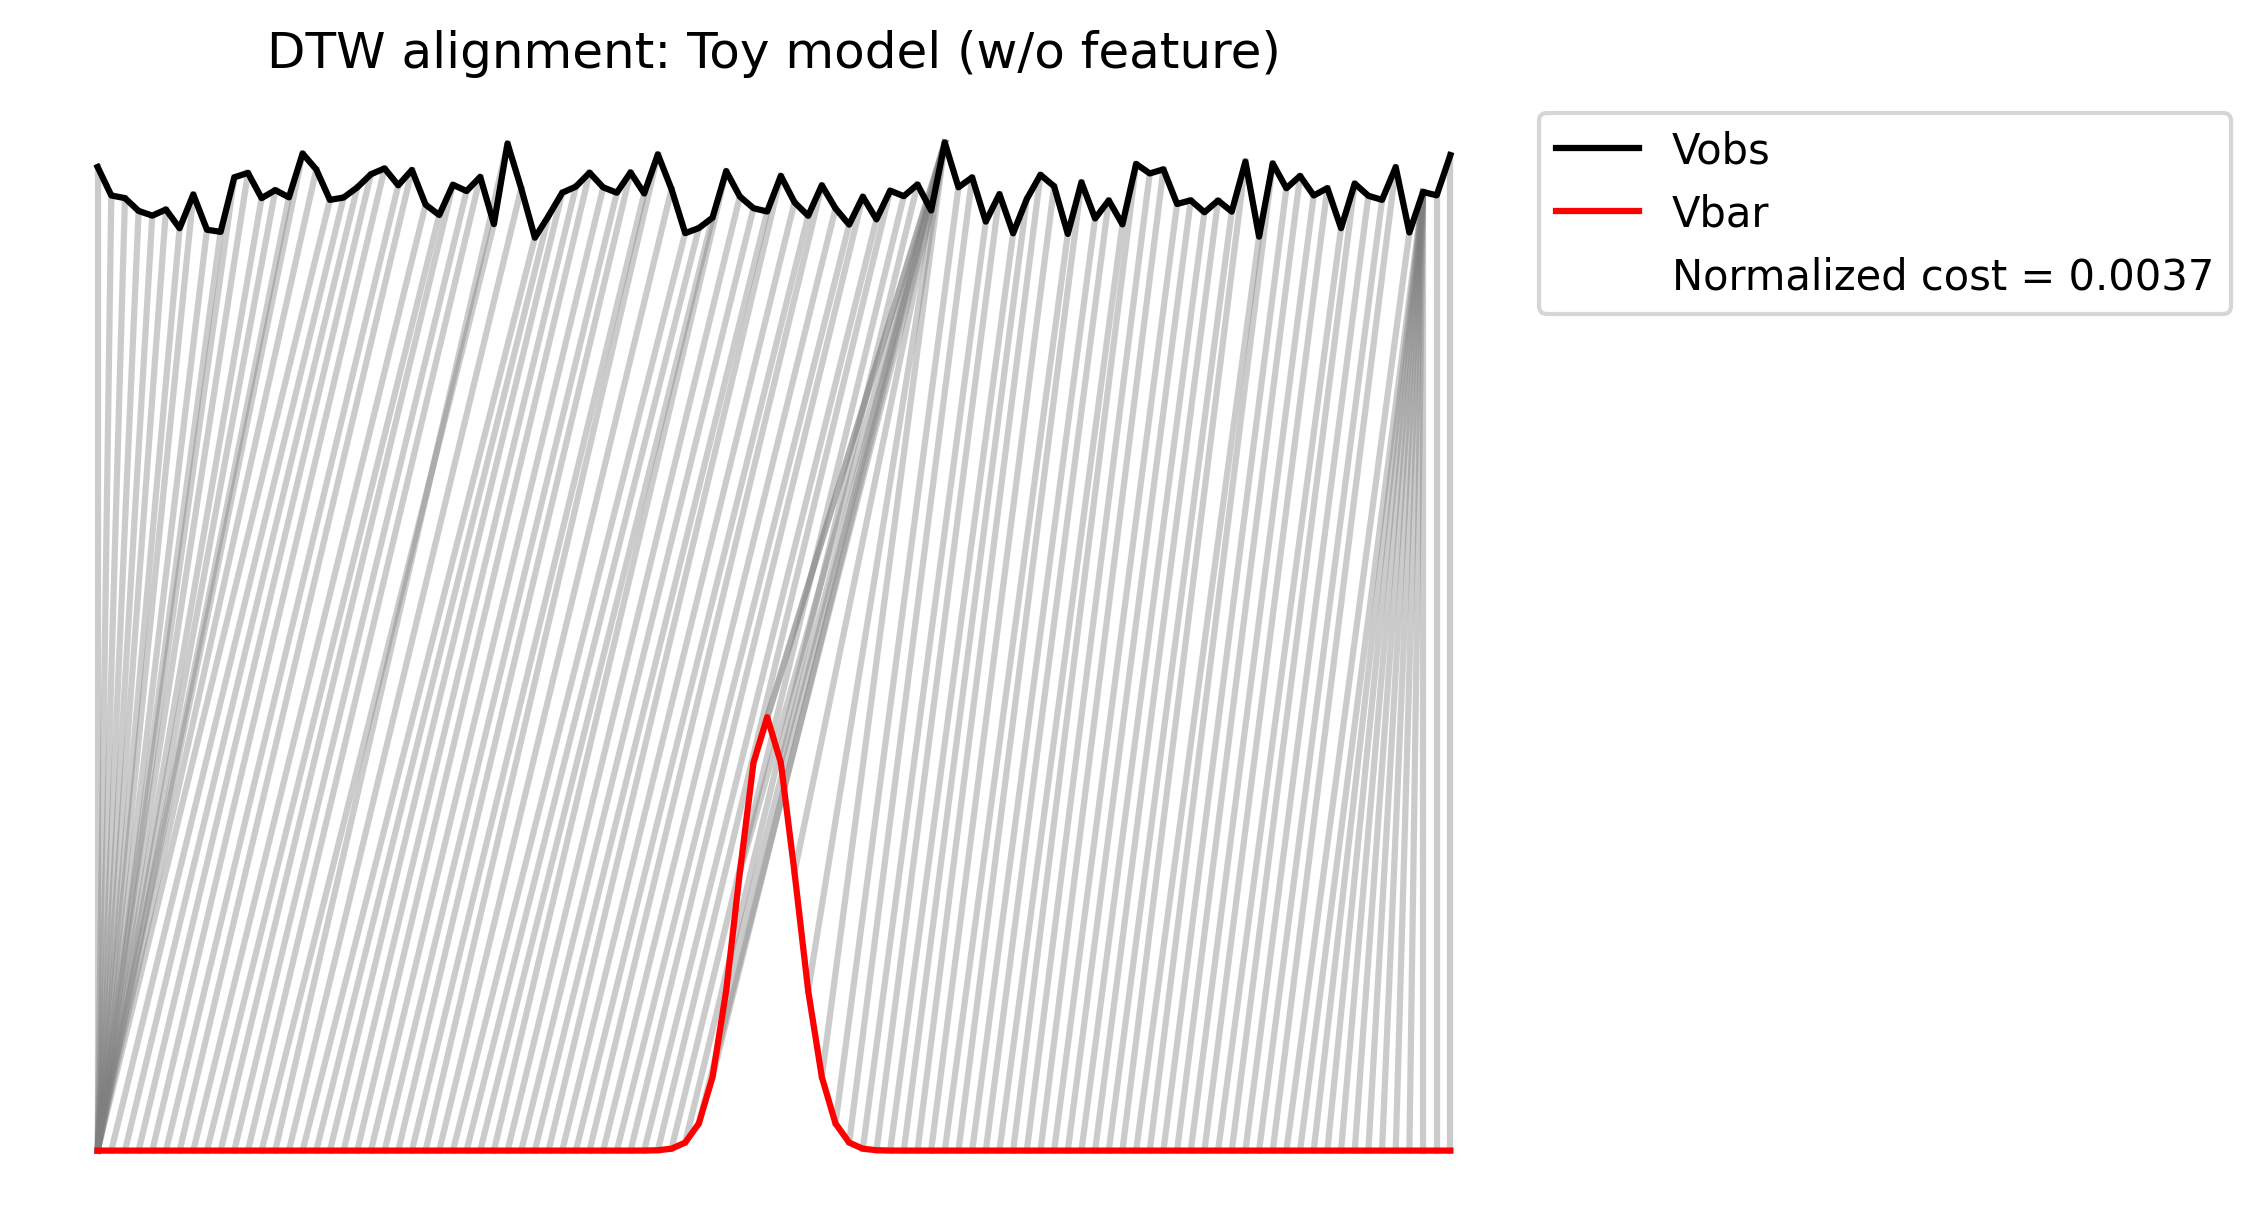 DTW alignment: Toy model (w/o feature)
Vobs
Vbar
Normalized cost = 0.0037